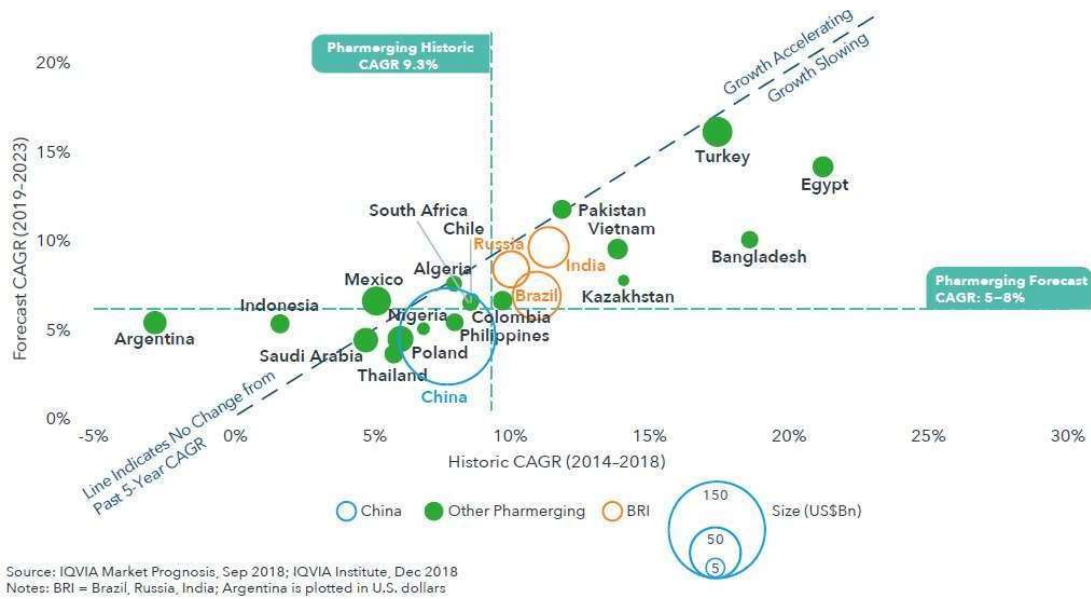 Forecast CAGR (2019-2023)
20%
15%
10%
5%
0%
Pharmerging Historic
CAGR 9.3%
Growth Accelerating
Growth Slowing
Turkey
Egypt
South Africa
Chile
Pakistan
Vietnam
Russia
India
Bangladesh
Algeria
Mexico
Brazil
Kazakhstan
Pharmerging Forecast
CAGR: 5–8%
Indonesia
Nigeria
Colombia
Philippines
Argentina
Saudi Arabia
Poland
Thailand
China
Line Indicates No Change from
Past 5-Year CAGR
-5%
0%
5%
10%
15%
20%
25%
30%
Historic CAGR (2014–2018)
China
Other Pharmerging
BRI
150
50
5
Size (US$Bn)
Source: IQVIA Market Prognosis, Sep 2018; IQVIA Institute, Dec 2018
Notes: BRI = Brazil, Russia, India; Argentina is plotted in U.S. dollars